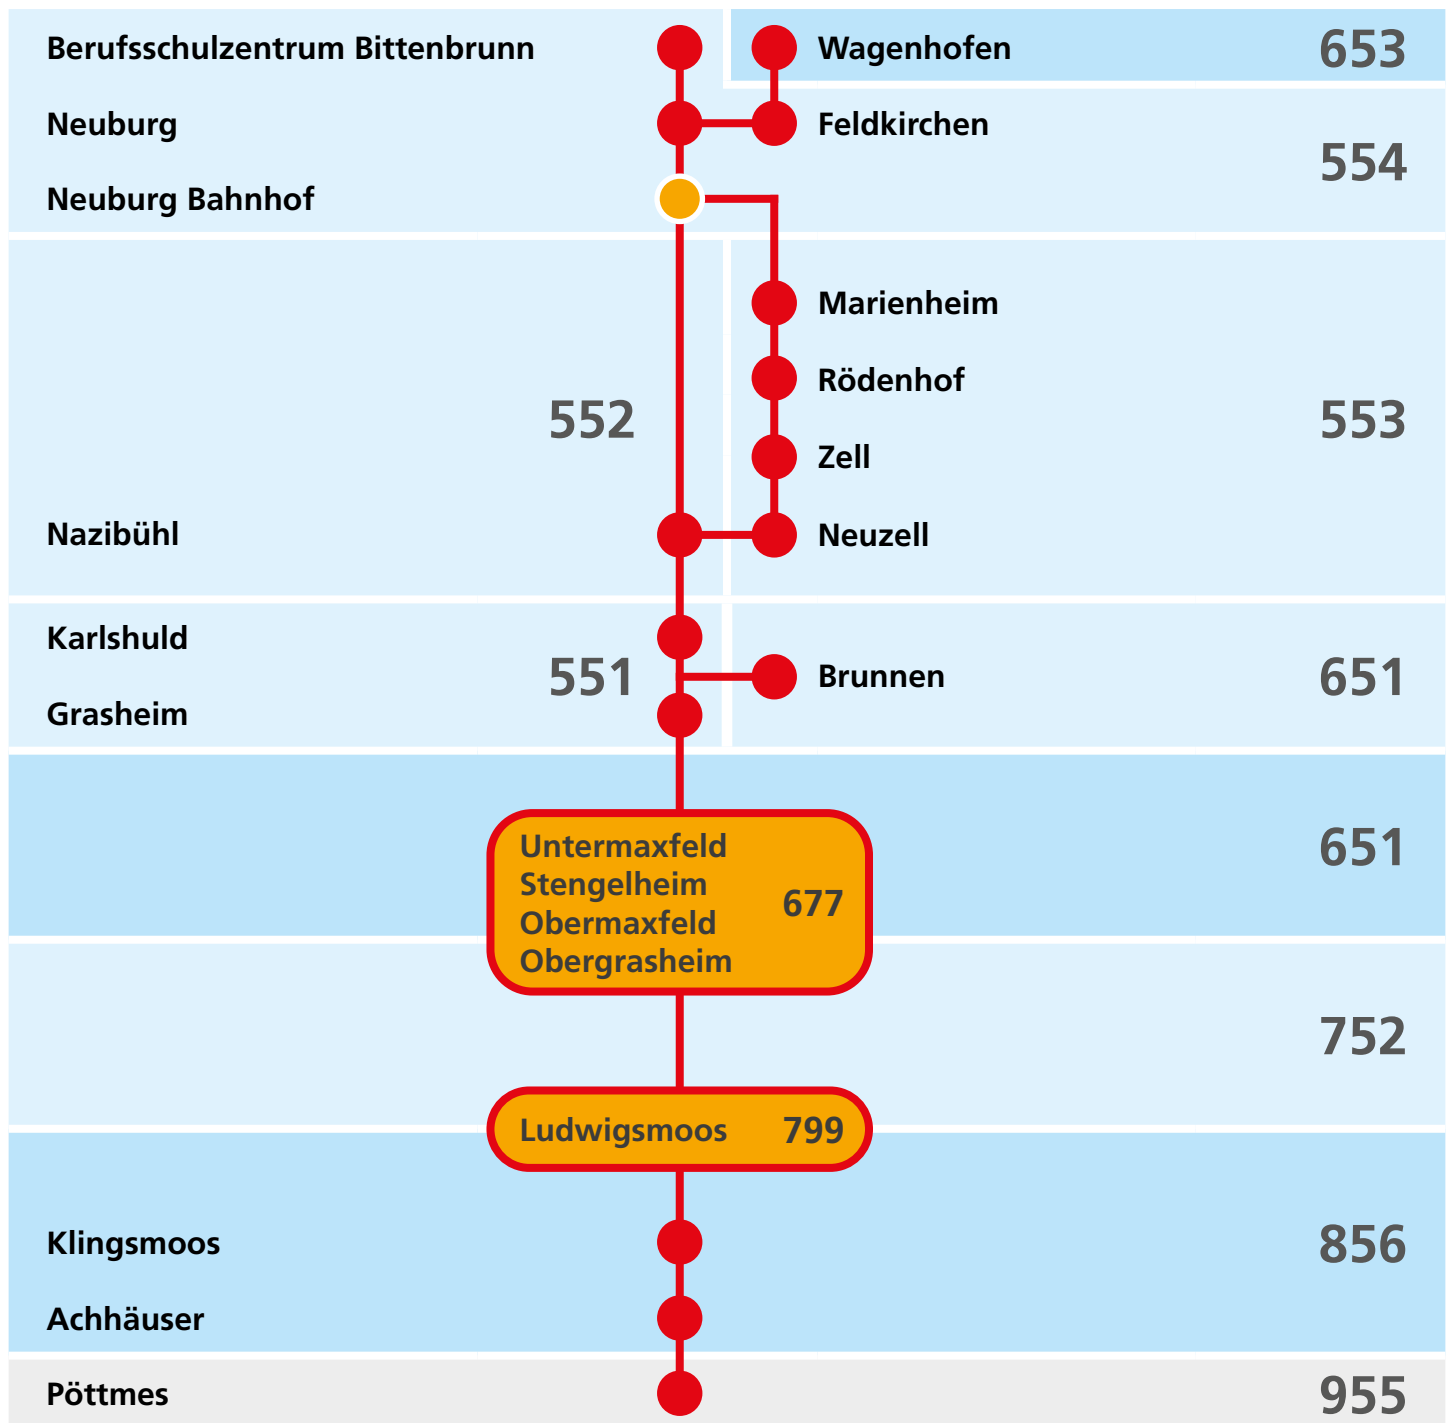 Berufsschulzentrum Bittenbrunn
Wagenhofen
653
Neuburg
Feldkirchen
554
Neuburg Bahnhof
Marienheim
Rödenhof
552
553
Zell
Nazibühl
Neuzell
Karlshuld
551
Brunnen
651
Grasheim
651
Untermaxfeld
Stengelheim
677
Obermaxfeld
Obergrasheim
752
Ludwigsmoos 799
Klingsmoos
856
Achhäuser
Pöttmes
955